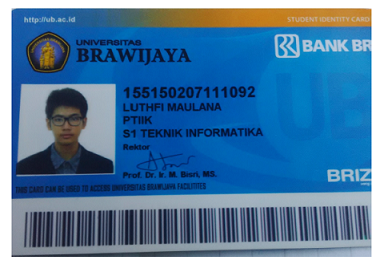 http://ub.ac.id
STUDENT IDENTITY CARD
UNIVERSITAS
BRAWIJAYA
BANK BR
UB
155150207111092
LUTHFI MAULANA
PTIIK
S1 TEKNIK INFORMATIKA
Rektor
Prof. Dr. Ir. M. Bisri, MS.
BRIZ
THIS CARD CAN BE USED TO ACCESS UNIVERSITAS BRAWIJAYA FACILITIES